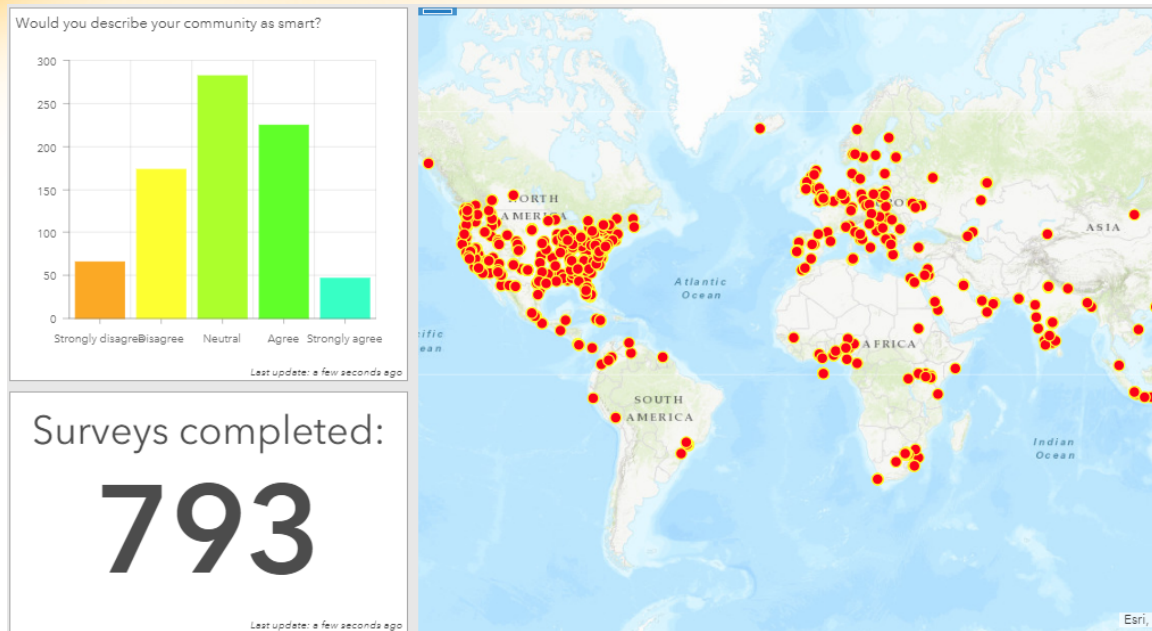 Would you describe your community as smart?
300
250
200
150
100
50
0
Strongly disagree Disagree Neutral Agree Strongly agree
Last update: a few seconds ago
Surveys completed:
793
Last update: a few seconds ago
NORTH
AMERICA
ASIA
Atlantic
Ocean
ean
AFRICA
SOUTH
AMERICA
Indian
Ocean
Esri,